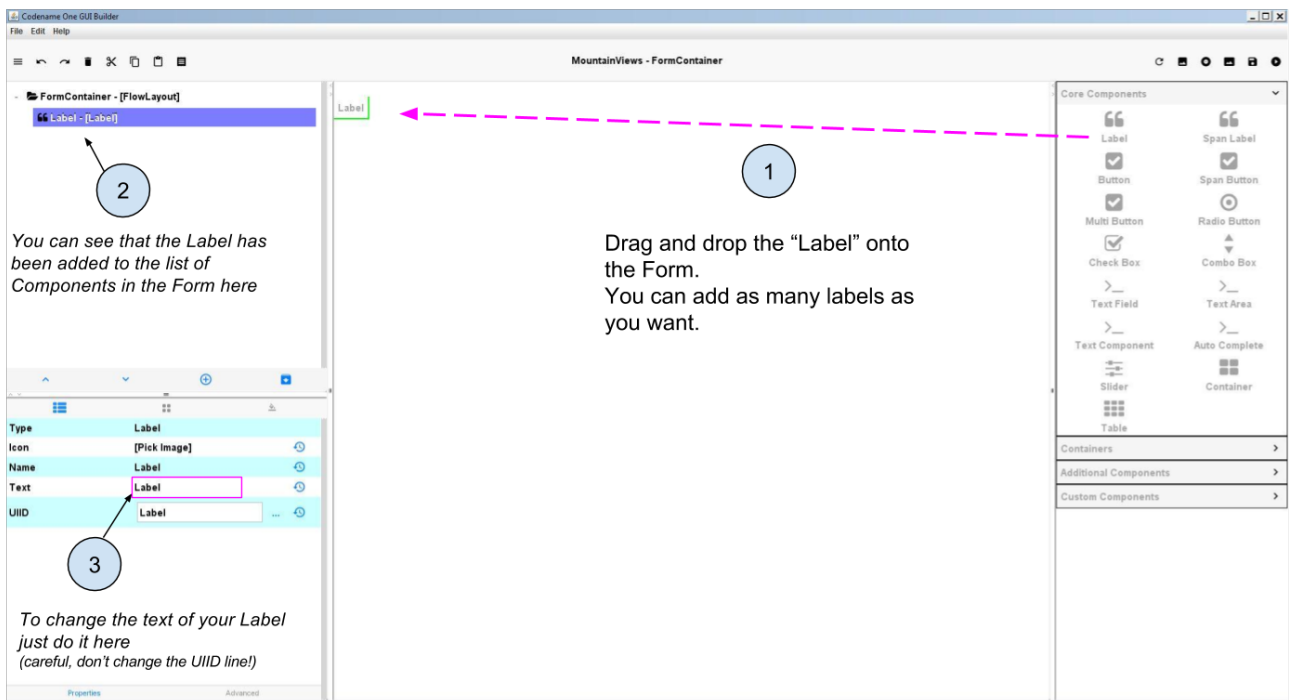 Codename One GUI Builder
File Edit Help
MountainViews - FormContainer
FormContainer - [FlowLayout]
Label - [Label]
2
You can see that the Label has
been added to the list of
Components in the Form here
Type Label
Icon [Pick Image]
Name Label
Text Label
UIID Label ...
3
To change the text of your Label
just do it here
(careful, don't change the UIID line!)
Properties Advanced
Label
1
Drag and drop the “Label” onto
the Form.
You can add as many labels as
you want.
Core Components
Label Span Label
Button Span Button
Multi Button Radio Button
Check Box Combo Box
Text Field Text Area
Text Component Auto Complete
Slider Container
Table
Containers
Additional Components
Custom Components